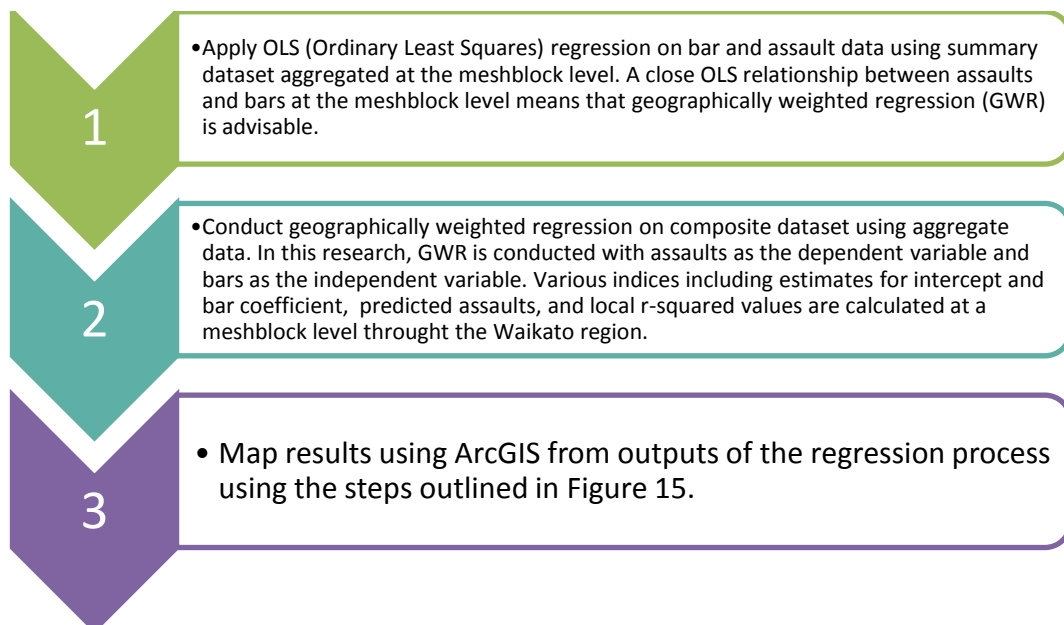 1
•Apply OLS (Ordinary Least Squares) regression on bar and assault data using summary
dataset aggregated at the meshblock level. A close OLS relationship between assaults
and bars at the meshblock level means that geographically weighted regression (GWR)
is advisable.
2
•Conduct geographically weighted regression on composite dataset using aggregate
data. In this research, GWR is conducted with assaults as the dependent variable and
bars as the independent variable. Various indices including estimates for intercept and
bar coefficient, predicted assaults, and local r-squared values are calculated at a
meshblock level throught the Waikato region.
3
• Map results using ArcGIS from outputs of the regression process
using the steps outlined in Figure 15.